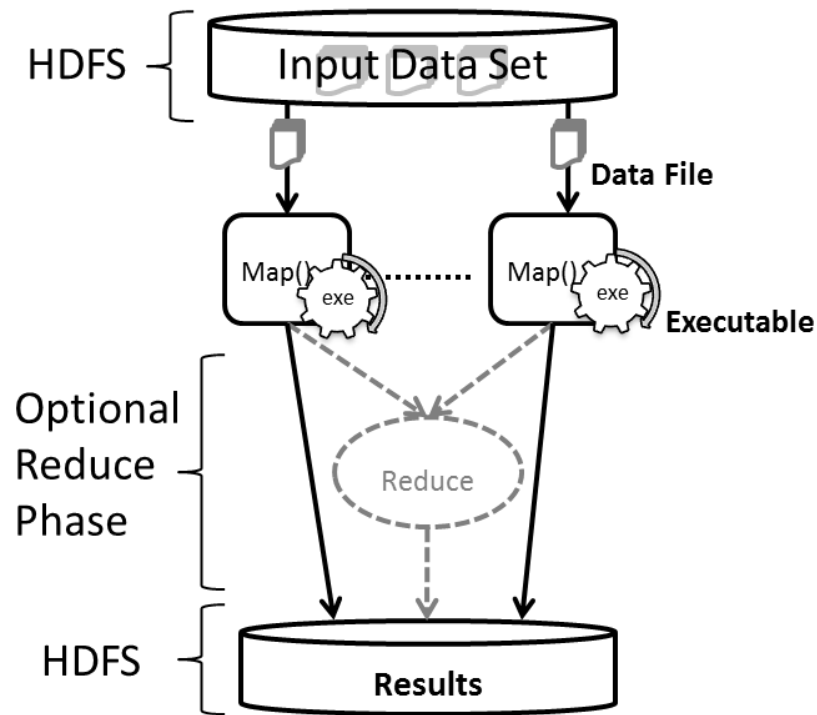 HDFS
Input Data Set
Data File
Map()
exe
Map()
exe
Executable
Optional
Reduce
Phase
Reduce
HDFS
Results